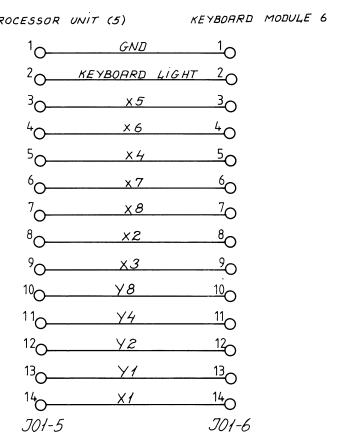 ROCESSOR UNIT (5) KEYBOARD MODULE 6
1 GND 1
2 KEYBOARD LIGHT 2
3 X5 3
4 X6 4
5 X4 5
6 X7 6
7 X8 7
8 X2 8
9 X3 9
10 Y8 10
11 Y4 11
12 Y2 12
13 Y1 13
14 X1 14
J01-5 J01-6